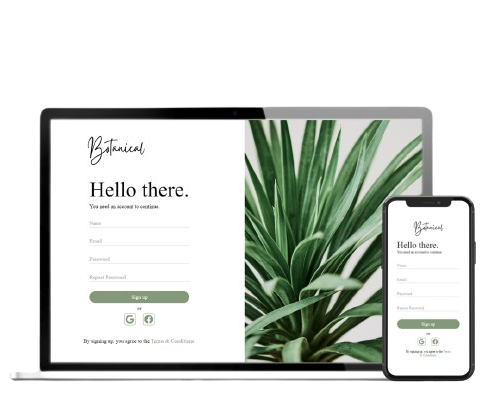 Botanical
Hello there.
You need an account to continue.
Name
Email
Password
Repeat Password
Sign up
or
By signing up, you agree to the Terms & Conditions
Botanical
Hello there.
You need an account to continue
Name
Email
Password
Repeat Password
Sign up
or
By signing up, you agree to the Terms
& Conditions